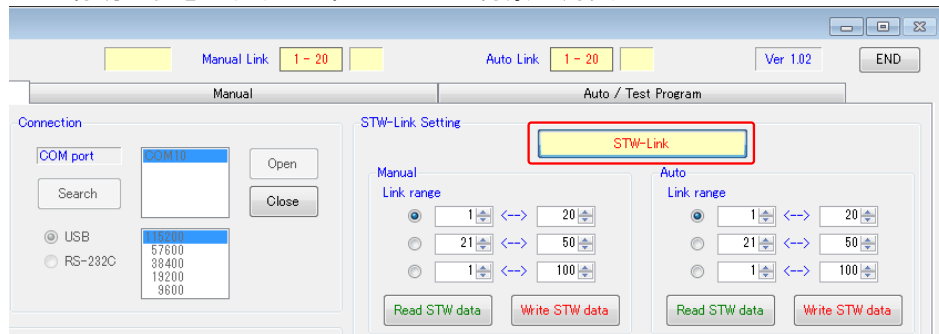 Manual Link 1 - 20 Auto Link 1 - 20 Ver 1.02 END
Manual Auto / Test Program
Connection STW-Link Setting
STW-Link
COM port COM10 Open
Search Close
USB
RS-232C
115200
57600
38400
19200
9600
Manual Auto
Link range Link range
1 <--> 20 1 <--> 20
21 <--> 50 21 <--> 50
1 <--> 100 1 <--> 100
Read STW data Write STW data Read STW data Write STW data